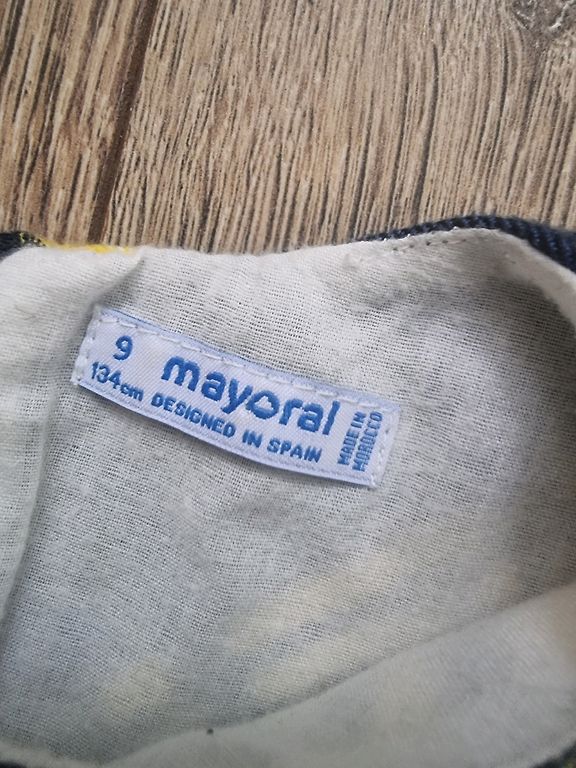 9 mayoral
134cm DESIGNED IN SPAIN
MADE IN
MOROCCO